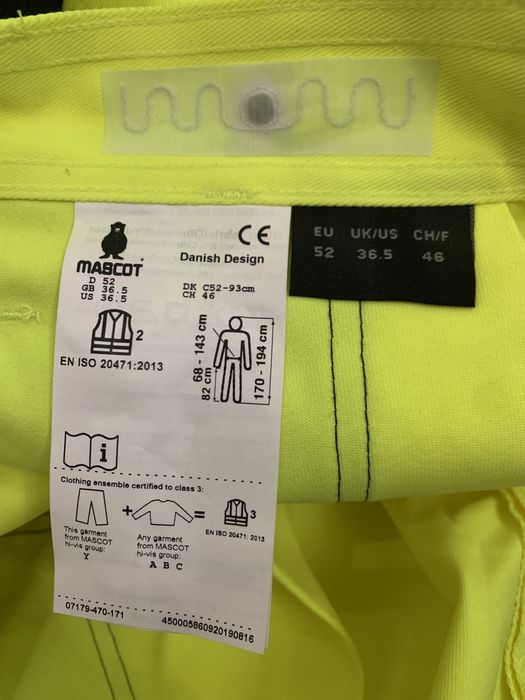 EU UK/US CH/F
52 36.5 46
CE
MASCOT
Danish Design
D 52
GB 36.5
US 36.5
DK C52-93cm
CH 46
2
EN ISO 20471:2013
68 - 143 cm
82 cm
170 - 194 cm
i
Clothing ensemble certified to class 3:
+ = 3
EN ISO 20471: 2013
This garment
from MASCOT
hi-vis group:
Y
Any garment
from MASCOT
hi-vis group:
A B C
07179-470-171
450005860920190816